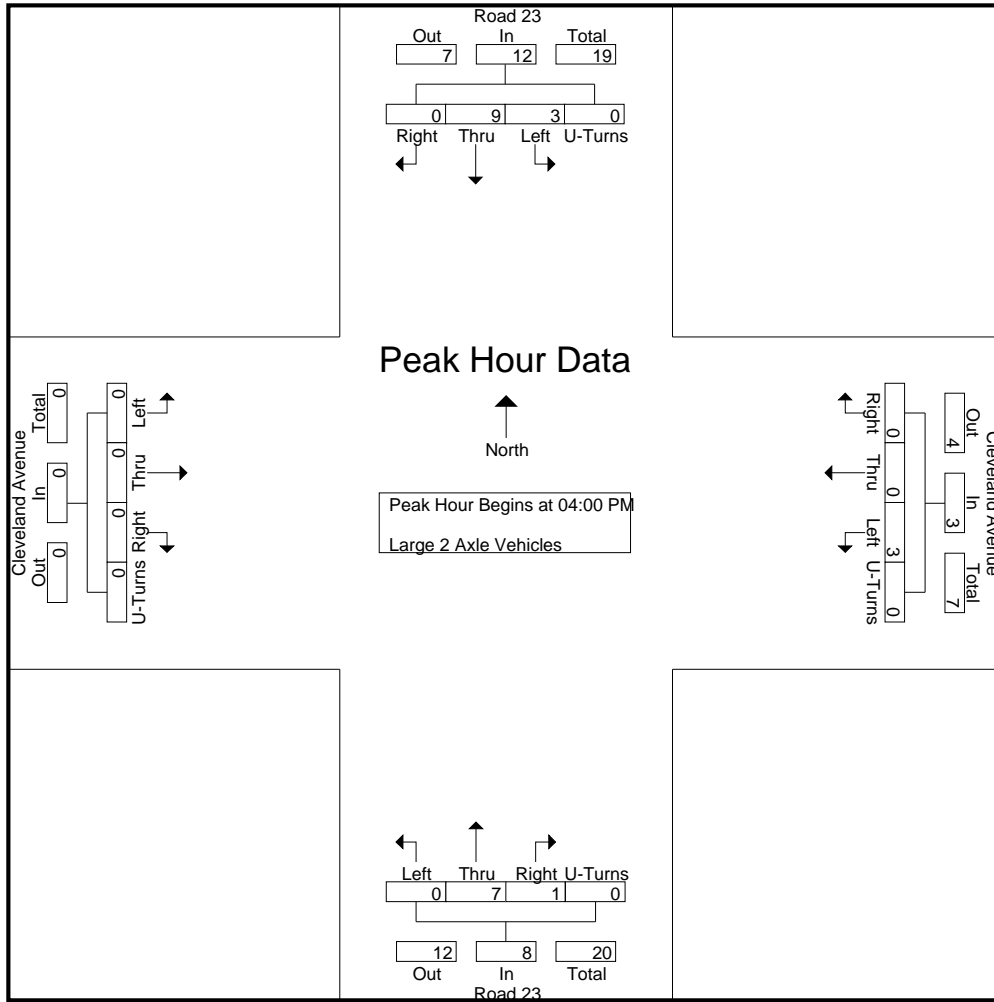 Road 23
Out In Total
7 12 19
0 9 3 0
Right Thru Left U-Turns
Peak Hour Data
North
Peak Hour Begins at 04:00 PM
Large 2 Axle Vehicles
Cleveland Avenue
Total In Out
0 0 0
0 0 0 0
Left Thru Right U-Turns
Right Thru Left U-Turns
0 0 3 0
4 3 7
Out In Total
Cleveland Avenue
Left Thru Right U-Turns
0 7 1 0
12 8 20
Out In Total
Road 23